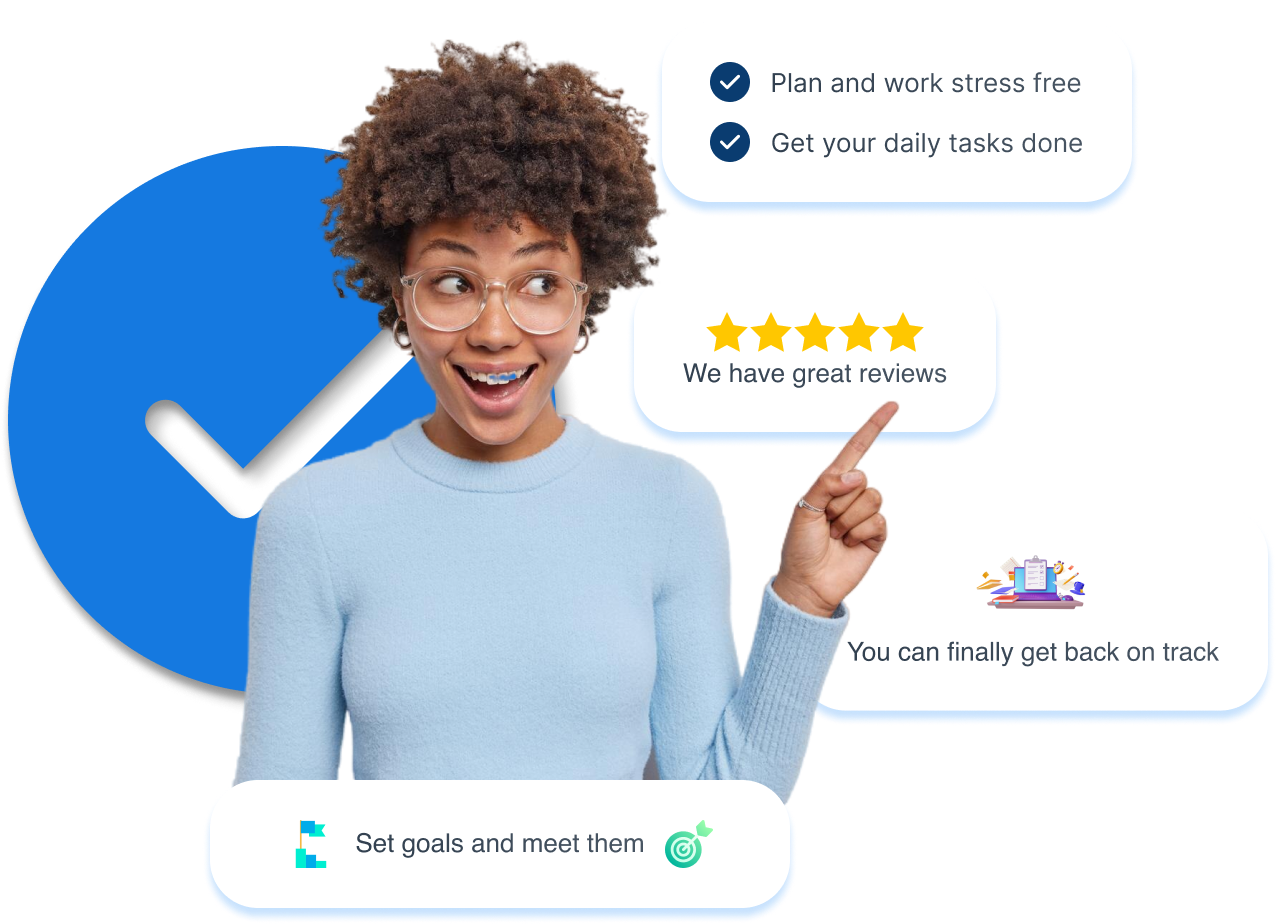 Plan and work stress free
Get your daily tasks done
We have great reviews
You can finally get back on track
Set goals and meet them